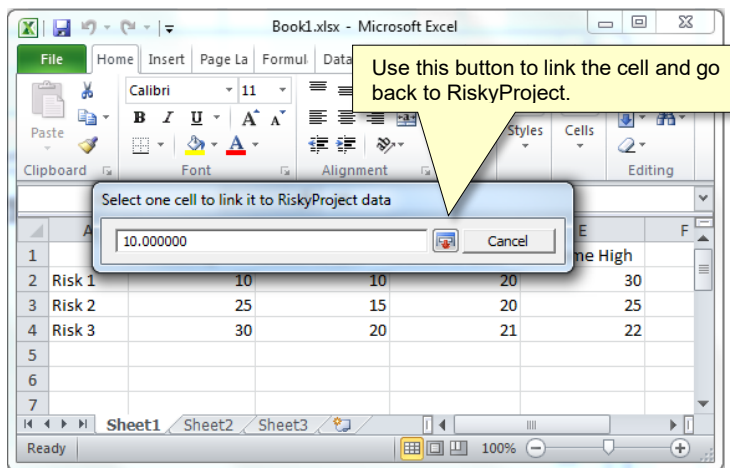 Book1.xlsx - Microsoft Excel
File Home Insert Page La Formul Data
Use this button to link the cell and go
back to RiskyProject.
Calibri 11
Paste
B I U A A
A
Styles Cells
Clipboard Font Alignment Editing
Select one cell to link it to RiskyProject data
10.000000 Cancel
A E F
1 me High
2 Risk 1 10 10 20 30
3 Risk 2 25 15 20 25
4 Risk 3 30 20 21 22
5
6
7
Sheet1 Sheet2 Sheet3
Ready 100%